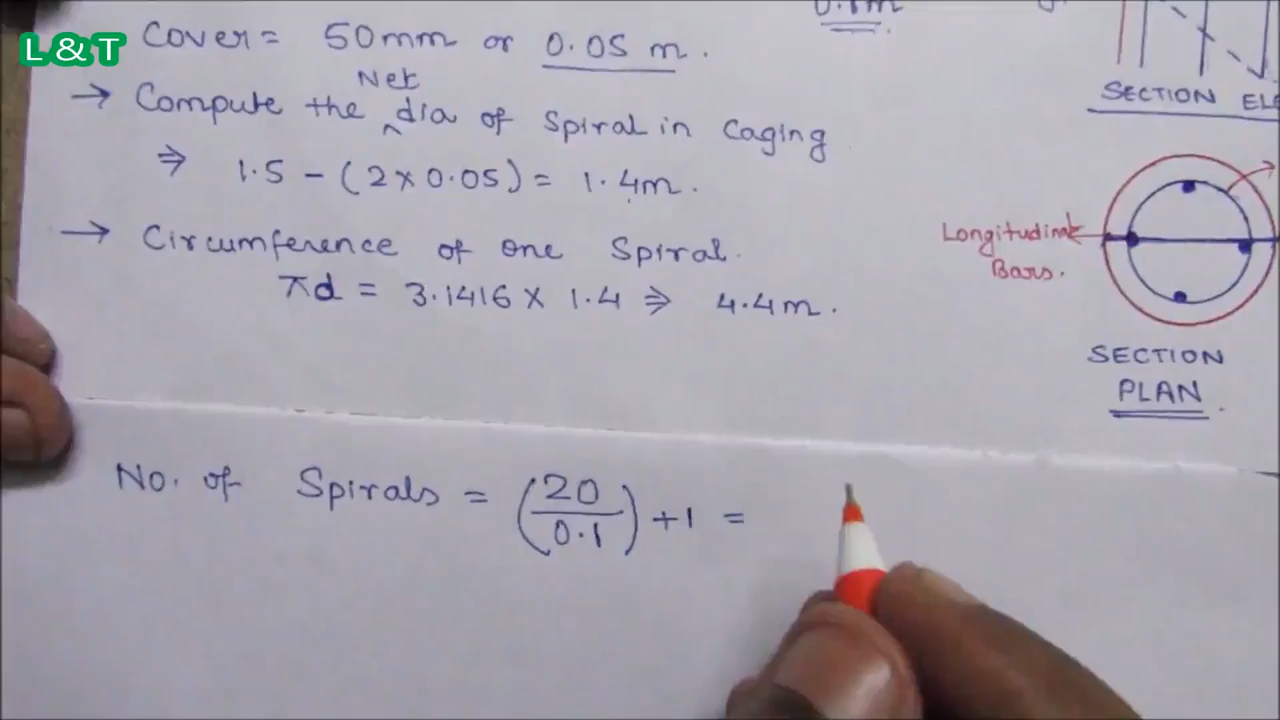 L&T
Cover = 50mm or 0.05 m.
→ Compute the Net dia of Spiral in Caging
⇒ 1.5 - (2 x 0.05) = 1.4m.
→ Circumference of one Spiral.
πd = 3.1416 x 1.4 ⇒ 4.4m.
No. of Spirals = (20/0.1) + 1 =
SECTION
Longitudinal
Bars.
SECTION
PLAN